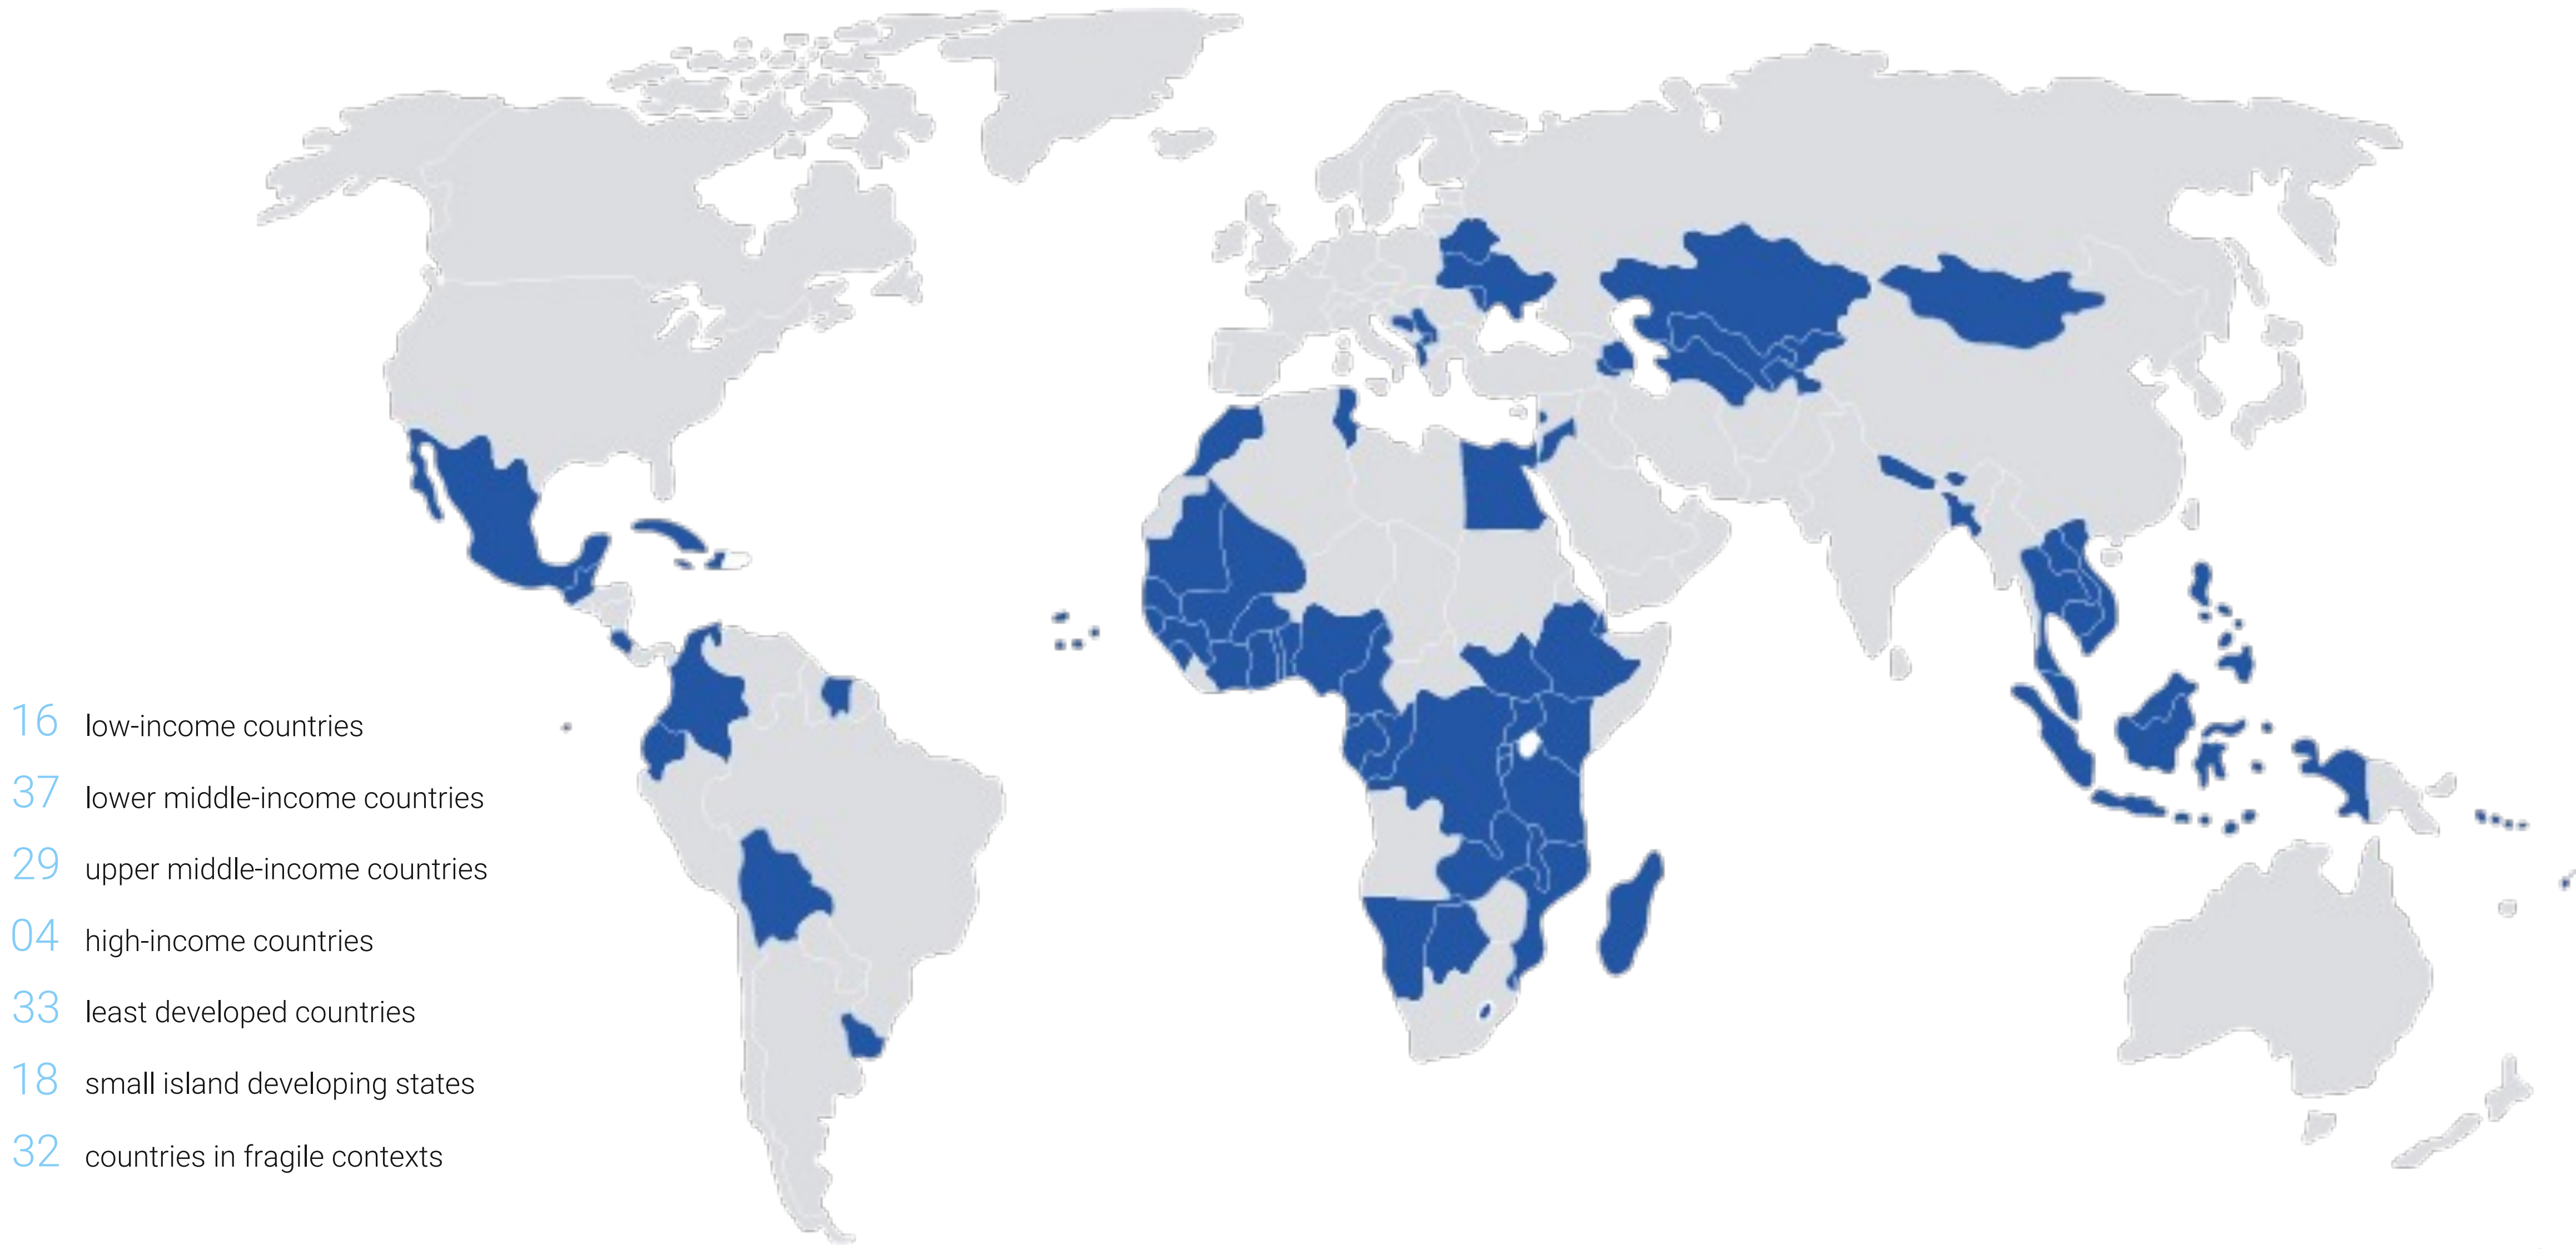 16 low-income countries
37 lower middle-income countries
29 upper middle-income countries
04 high-income countries
33 least developed countries
18 small island developing states
32 countries in fragile contexts